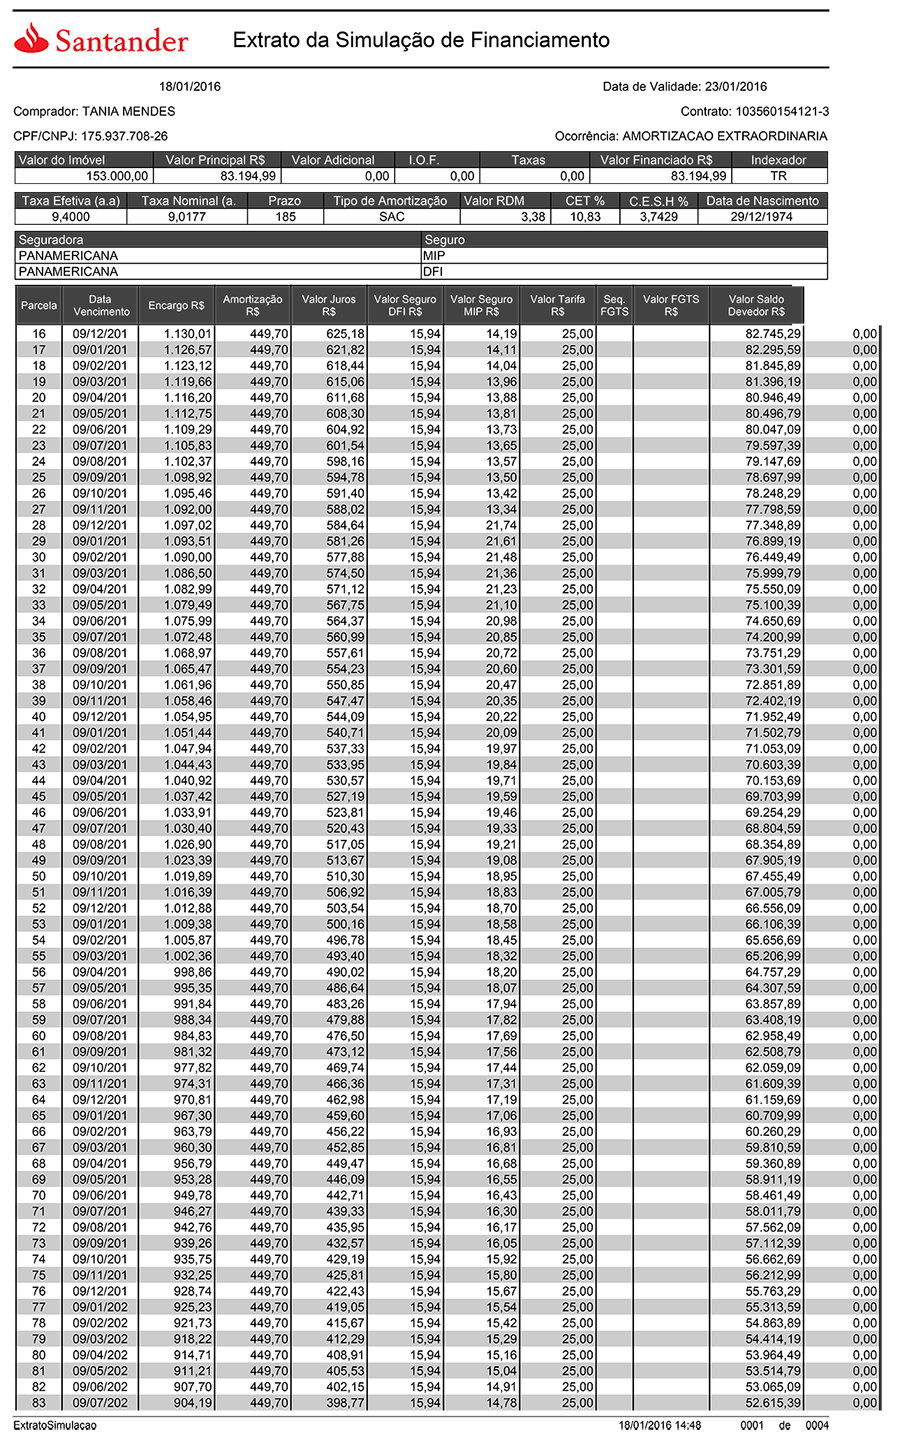 Santander Extrato da Simulação de Financiamento
18/01/2016 Data de Validade: 23/01/2016
Comprador: TANIA MENDES Contrato: 103560154121-3
CPF/CNPJ: 175.937.708-26 Ocorrência: AMORTIZACAO EXTRAORDINARIA
Valor do Imóvel Valor Principal R$ Valor Adicional I.O.F. Taxas Valor Financiado R$ Indexador
153.000,00 83.194,99 0,00 0,00 0,00 83.194,99 TR
Taxa Efetiva (a.a) Taxa Nominal (a. Prazo Tipo de Amortização Valor RDM CET % C.E.S.H % Data de Nascimento
9,4000 9,0177 185 SAC 3,38 10,83 3,7429 29/12/1974
Seguradora Seguro
PANAMERICANA MIP
PANAMERICANA DFI
Parcela Data Vencimento Encargo R$ Amortização R$ Valor Juros R$ Valor Seguro DFI R$ Valor Seguro MIP R$ Valor Tarifa R$ Seq. FGTS Valor FGTS R$ Valor Saldo Devedor R$
16 09/12/201 1.130,01 449,70 625,18 15,94 14,19 25,00 82.745,29 0,00
17 09/01/201 1.126,57 449,70 621,82 15,94 14,11 25,00 82.295,59 0,00
18 09/02/201 1.123,12 449,70 618,44 15,94 14,04 25,00 81.845,89 0,00
19 09/03/201 1.119,66 449,70 615,06 15,94 13,96 25,00 81.396,19 0,00
20 09/04/201 1.116,20 449,70 611,68 15,94 13,88 25,00 80.946,49 0,00
21 09/05/201 1.112,75 449,70 608,30 15,94 13,81 25,00 80.496,79 0,00
22 09/06/201 1.109,29 449,70 604,92 15,94 13,73 25,00 80.047,09 0,00
23 09/07/201 1.105,83 449,70 601,54 15,94 13,65 25,00 79.597,39 0,00
24 09/08/201 1.102,37 449,70 598,16 15,94 13,57 25,00 79.147,69 0,00
25 09/09/201 1.098,92 449,70 594,78 15,94 13,50 25,00 78.697,99 0,00
26 09/10/201 1.095,46 449,70 591,40 15,94 13,42 25,00 78.248,29 0,00
27 09/11/201 1.092,00 449,70 588,02 15,94 13,34 25,00 77.798,59 0,00
28 09/12/201 1.097,02 449,70 584,64 15,94 21,74 25,00 77.348,89 0,00
29 09/01/201 1.093,51 449,70 581,26 15,94 21,61 25,00 76.899,19 0,00
30 09/02/201 1.090,00 449,70 577,88 15,94 21,48 25,00 76.449,49 0,00
31 09/03/201 1.086,50 449,70 574,50 15,94 21,36 25,00 75.999,79 0,00
32 09/04/201 1.082,99 449,70 571,12 15,94 21,23 25,00 75.550,09 0,00
33 09/05/201 1.079,49 449,70 567,75 15,94 21,10 25,00 75.100,39 0,00
34 09/06/201 1.075,99 449,70 564,37 15,94 20,98 25,00 74.650,69 0,00
35 09/07/201 1.072,48 449,70 560,99 15,94 20,85 25,00 74.200,99 0,00
36 09/08/201 1.068,97 449,70 557,61 15,94 20,72 25,00 73.751,29 0,00
37 09/09/201 1.065,47 449,70 554,23 15,94 20,60 25,00 73.301,59 0,00
38 09/10/201 1.061,96 449,70 550,85 15,94 20,47 25,00 72.851,89 0,00
39 09/11/201 1.058,46 449,70 547,47 15,94 20,35 25,00 72.402,19 0,00
40 09/12/201 1.054,95 449,70 544,09 15,94 20,22 25,00 71.952,49 0,00
41 09/01/201 1.051,44 449,70 540,71 15,94 20,09 25,00 71.502,79 0,00
42 09/02/201 1.047,94 449,70 537,33 15,94 19,97 25,00 71.053,09 0,00
43 09/03/201 1.044,43 449,70 533,95 15,94 19,84 25,00 70.603,39 0,00
44 09/04/201 1.040,92 449,70 530,57 15,94 19,71 25,00 70.153,69 0,00
45 09/05/201 1.037,42 449,70 527,19 15,94 19,59 25,00 69.703,99 0,00
46 09/06/201 1.033,91 449,70 523,81 15,94 19,46 25,00 69.254,29 0,00
47 09/07/201 1.030,40 449,70 520,43 15,94 19,33 25,00 68.804,59 0,00
48 09/08/201 1.026,90 449,70 517,05 15,94 19,21 25,00 68.354,89 0,00
49 09/09/201 1.023,39 449,70 513,67 15,94 19,08 25,00 67.905,19 0,00
50 09/10/201 1.019,89 449,70 510,30 15,94 18,95 25,00 67.455,49 0,00
51 09/11/201 1.016,39 449,70 506,92 15,94 18,83 25,00 67.005,79 0,00
52 09/12/201 1.012,88 449,70 503,54 15,94 18,70 25,00 66.556,09 0,00
53 09/01/201 1.009,38 449,70 500,16 15,94 18,58 25,00 66.106,39 0,00
54 09/02/201 1.005,87 449,70 496,78 15,94 18,45 25,00 65.656,69 0,00
55 09/03/201 1.002,36 449,70 493,40 15,94 18,32 25,00 65.206,99 0,00
56 09/04/201 998,86 449,70 490,02 15,94 18,20 25,00 64.757,29 0,00
57 09/05/201 995,35 449,70 486,64 15,94 18,07 25,00 64.307,59 0,00
58 09/06/201 991,84 449,70 483,26 15,94 17,94 25,00 63.857,89 0,00
59 09/07/201 988,34 449,70 479,88 15,94 17,82 25,00 63.408,19 0,00
60 09/08/201 984,83 449,70 476,50 15,94 17,69 25,00 62.958,49 0,00
61 09/09/201 981,32 449,70 473,12 15,94 17,56 25,00 62.508,79 0,00
62 09/10/201 977,82 449,70 469,74 15,94 17,44 25,00 62.059,09 0,00
63 09/11/201 974,31 449,70 466,36 15,94 17,31 25,00 61.609,39 0,00
64 09/12/201 970,81 449,70 462,98 15,94 17,19 25,00 61.159,69 0,00
65 09/01/201 967,30 449,70 459,60 15,94 17,06 25,00 60.709,99 0,00
66 09/02/201 963,79 449,70 456,22 15,94 16,93 25,00 60.260,29 0,00
67 09/03/201 960,30 449,70 452,85 15,94 16,81 25,00 59.810,59 0,00
68 09/04/201 956,79 449,70 449,47 15,94 16,68 25,00 59.360,89 0,00
69 09/05/201 953,28 449,70 446,09 15,94 16,55 25,00 58.911,19 0,00
70 09/06/201 949,78 449,70 442,71 15,94 16,43 25,00 58.461,49 0,00
71 09/07/201 946,27 449,70 439,33 15,94 16,30 25,00 58.011,79 0,00
72 09/08/201 942,76 449,70 435,95 15,94 16,17 25,00 57.562,09 0,00
73 09/09/201 939,26 449,70 432,57 15,94 16,05 25,00 57.112,39 0,00
74 09/10/201 935,75 449,70 429,19 15,94 15,92 25,00 56.662,69 0,00
75 09/11/201 932,25 449,70 425,81 15,94 15,80 25,00 56.212,99 0,00
76 09/12/201 928,74 449,70 422,43 15,94 15,67 25,00 55.763,29 0,00
77 09/01/202 925,23 449,70 419,05 15,94 15,54 25,00 55.313,59 0,00
78 09/02/202 921,73 449,70 415,67 15,94 15,42 25,00 54.863,89 0,00
79 09/03/202 918,22 449,70 412,29 15,94 15,29 25,00 54.414,19 0,00
80 09/04/202 914,71 449,70 408,91 15,94 15,16 25,00 53.964,49 0,00
81 09/05/202 911,21 449,70 405,53 15,94 15,04 25,00 53.514,79 0,00
82 09/06/202 907,70 449,70 402,15 15,94 14,91 25,00 53.065,09 0,00
83 09/07/202 904,19 449,70 398,77 15,94 14,78 25,00 52.615,39 0,00
ExtratoSimulacao 18/01/2016 14:48 0001 de 0004